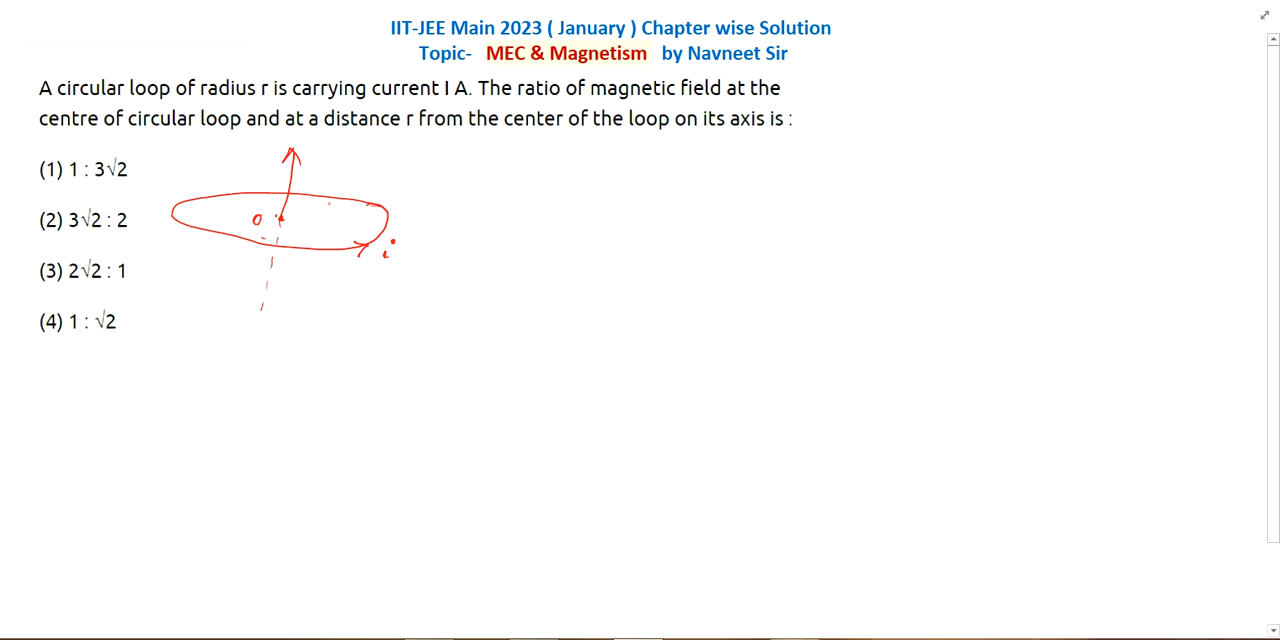 IIT-JEE Main 2023 ( January ) Chapter wise Solution
Topic- MEC & Magnetism by Navneet Sir
A circular loop of radius r is carrying current I A. The ratio of magnetic field at the
centre of circular loop and at a distance r from the center of the loop on its axis is :
(1) 1 : 3√2
(2) 3√2 : 2
(3) 2√2 : 1
(4) 1 : √2
O
i